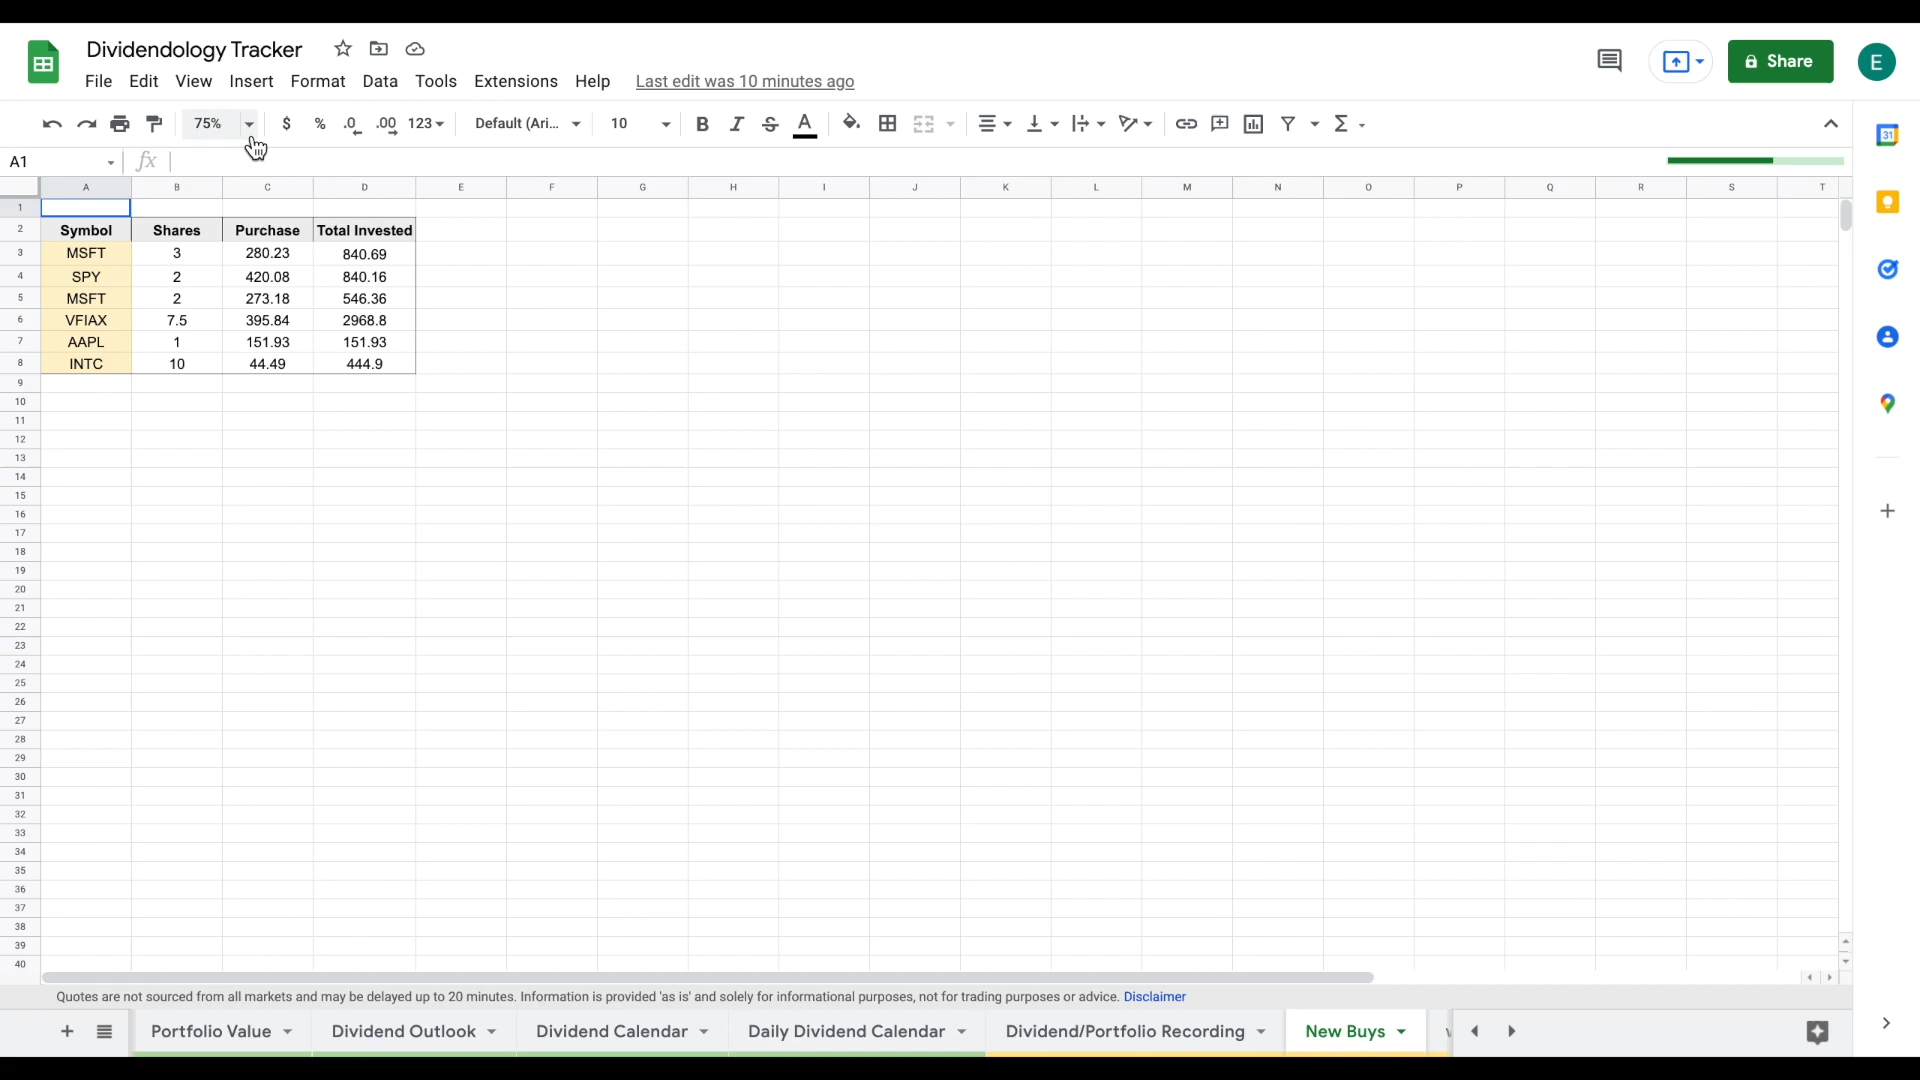 Dividendology Tracker
File Edit View Insert Format Data Tools Extensions Help Last edit was 10 minutes ago
Share
E
75% $ % .0 .00 123 Default (Ari... 10 B I S A
31
A1 fx
A B C D E F G H I J K L M N O P Q R S T
1
2 Symbol Shares Purchase Total Invested
3 MSFT 3 280.23 840.69
4 SPY 2 420.08 840.16
5 MSFT 2 273.18 546.36
6 VFIAX 7.5 395.84 2968.8
7 AAPL 1 151.93 151.93
8 INTC 10 44.49 444.9
9
10
11
12
13
14
15
16
17
18
19
20
21
22
23
24
25
26
27
28
29
30
31
32
33
34
35
36
37
38
39
40
Quotes are not sourced from all markets and may be delayed up to 20 minutes. Information is provided 'as is' and solely for informational purposes, not for trading purposes or advice. Disclaimer
Portfolio Value Dividend Outlook Dividend Calendar Daily Dividend Calendar Dividend/Portfolio Recording New Buys